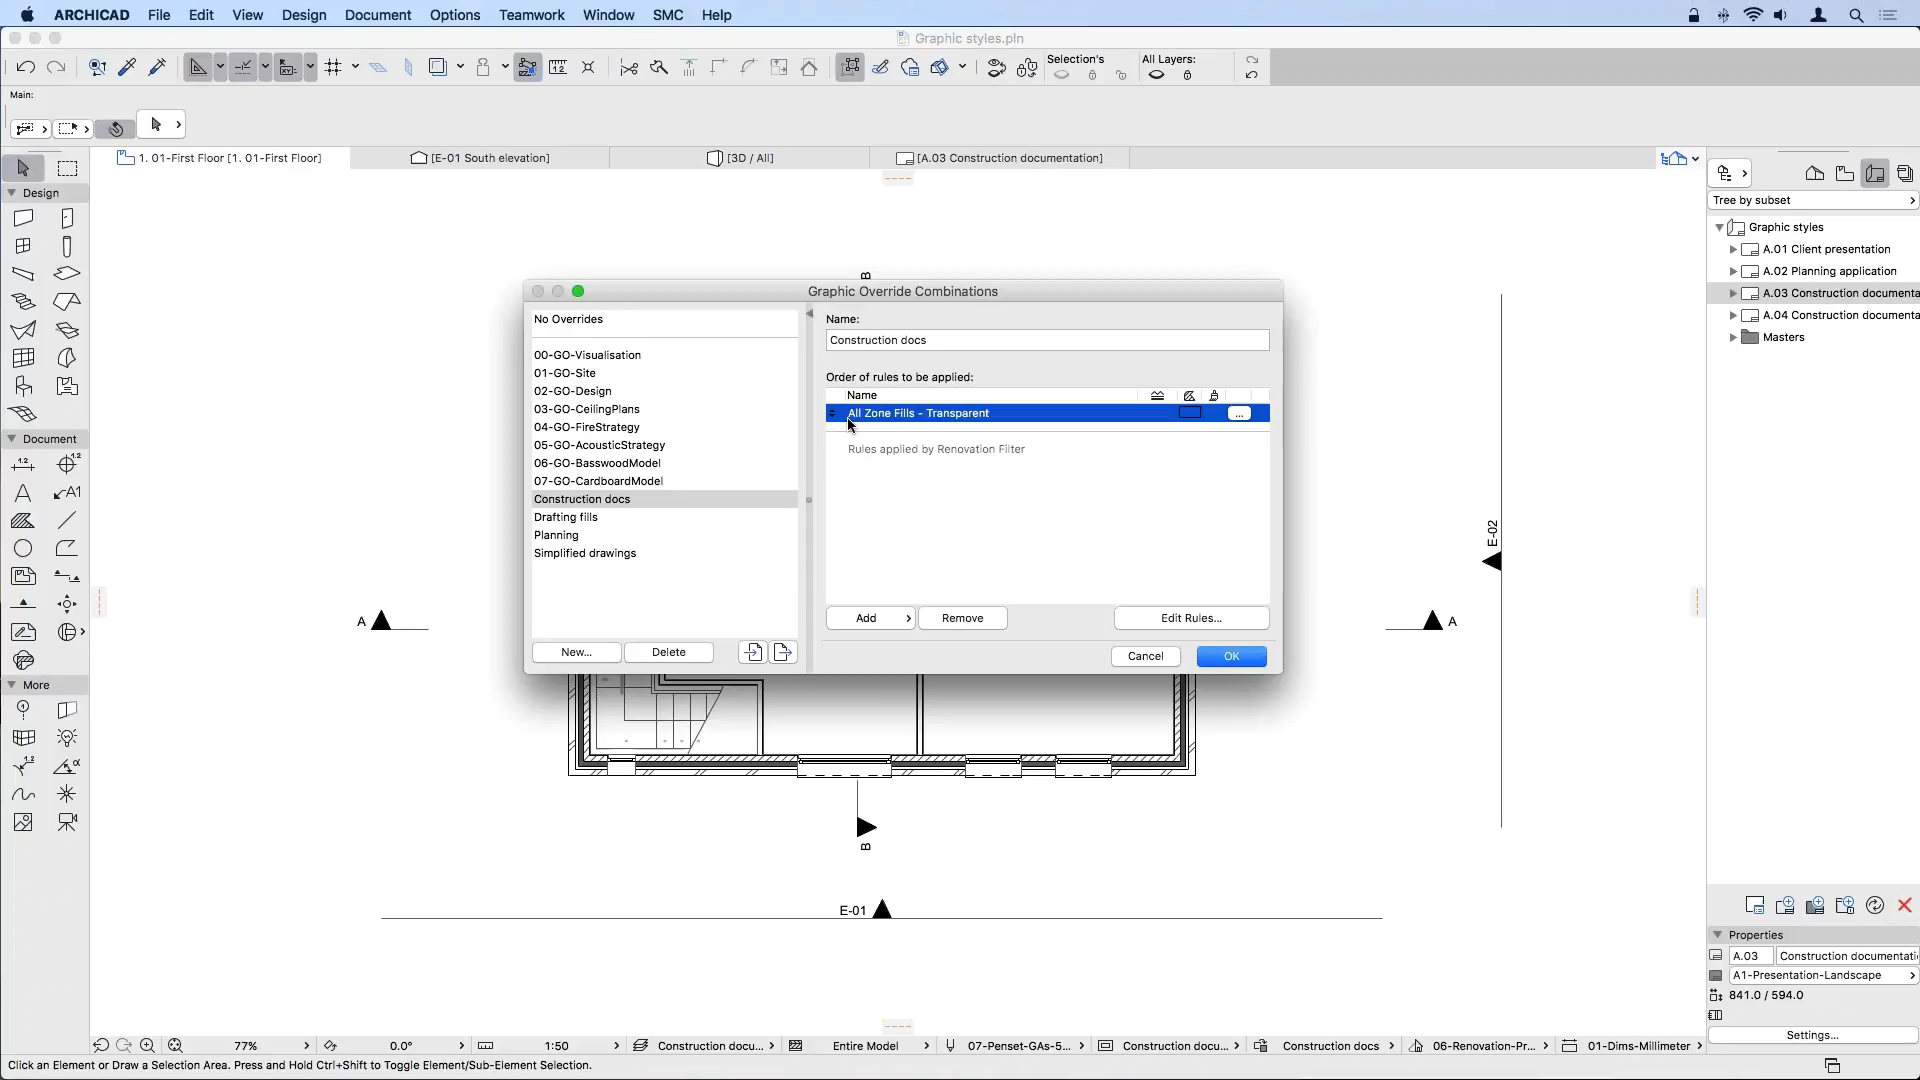 ARCHICAD File Edit View Design Document Options Teamwork Window SMC Help
Graphic styles.pln
Selection's
All Layers:
Main:
1. 01-First Floor [1. 01-First Floor]
[E-01 South elevation]
[3D / All]
[A.03 Construction documentation]
Design
Document
More
Tree by subset
Graphic styles
A.01 Client presentation
A.02 Planning application
A.03 Construction documenta
A.04 Construction documenta
Masters
B
Graphic Override Combinations
No Overrides
00-GO-Visualisation
01-GO-Site
02-GO-Design
03-GO-CeilingPlans
04-GO-FireStrategy
05-GO-AcousticStrategy
06-GO-BasswoodModel
07-GO-CardboardModel
Construction docs
Drafting fills
Planning
Simplified drawings
New...
Delete
Name:
Construction docs
Order of rules to be applied:
Name
All Zone Fills - Transparent
...
Rules applied by Renovation Filter
Add
Remove
Edit Rules...
Cancel
OK
E-02
A
A
B
E-01
Properties
A.03
Construction documentati
A1-Presentation-Landscape
841.0 / 594.0
Settings...
77%
0.0°
1:50
Construction docu...
Entire Model
07-Penset-GAs-5...
Construction docu...
Construction docs
06-Renovation-Pr...
01-Dims-Millimeter
Click an Element or Draw a Selection Area. Press and Hold Ctrl+Shift to Toggle Element/Sub-Element Selection.